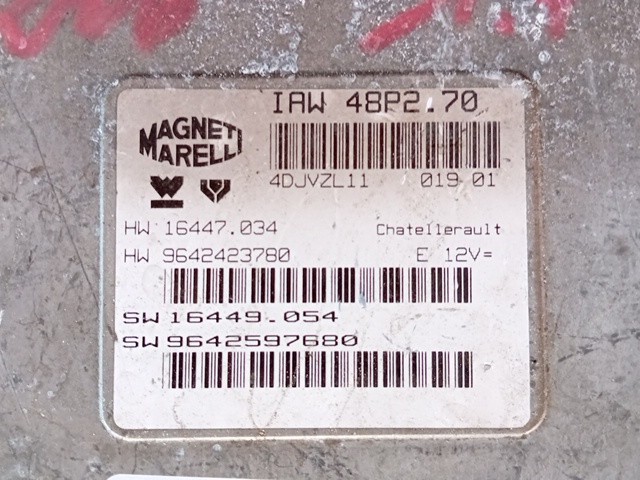 IAW 48P2.70
MAGNETI MARELLI
4DJVZL11 019 01
HW 16447.034 Chatellerault
HW 9642423780 E 12V=
SW 16449.054
SW 9642597680